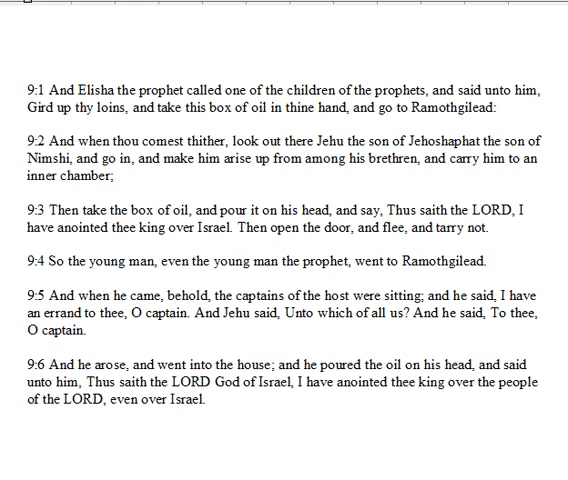 9:1 And Elisha the prophet called one of the children of the prophets, and said unto him,
Gird up thy loins, and take this box of oil in thine hand, and go to Ramothgilead:
9:2 And when thou comest thither, look out there Jehu the son of Jehoshaphat the son of
Nimshi, and go in, and make him arise up from among his brethren, and carry him to an
inner chamber;
9:3 Then take the box of oil, and pour it on his head, and say, Thus saith the LORD, I
have anointed thee king over Israel. Then open the door, and flee, and tarry not.
9:4 So the young man, even the young man the prophet, went to Ramothgilead.
9:5 And when he came, behold, the captains of the host were sitting; and he said, I have
an errand to thee, O captain. And Jehu said, Unto which of all us? And he said, To thee,
O captain.
9:6 And he arose, and went into the house; and he poured the oil on his head, and said
unto him, Thus saith the LORD God of Israel, I have anointed thee king over the people
of the LORD, even over Israel.